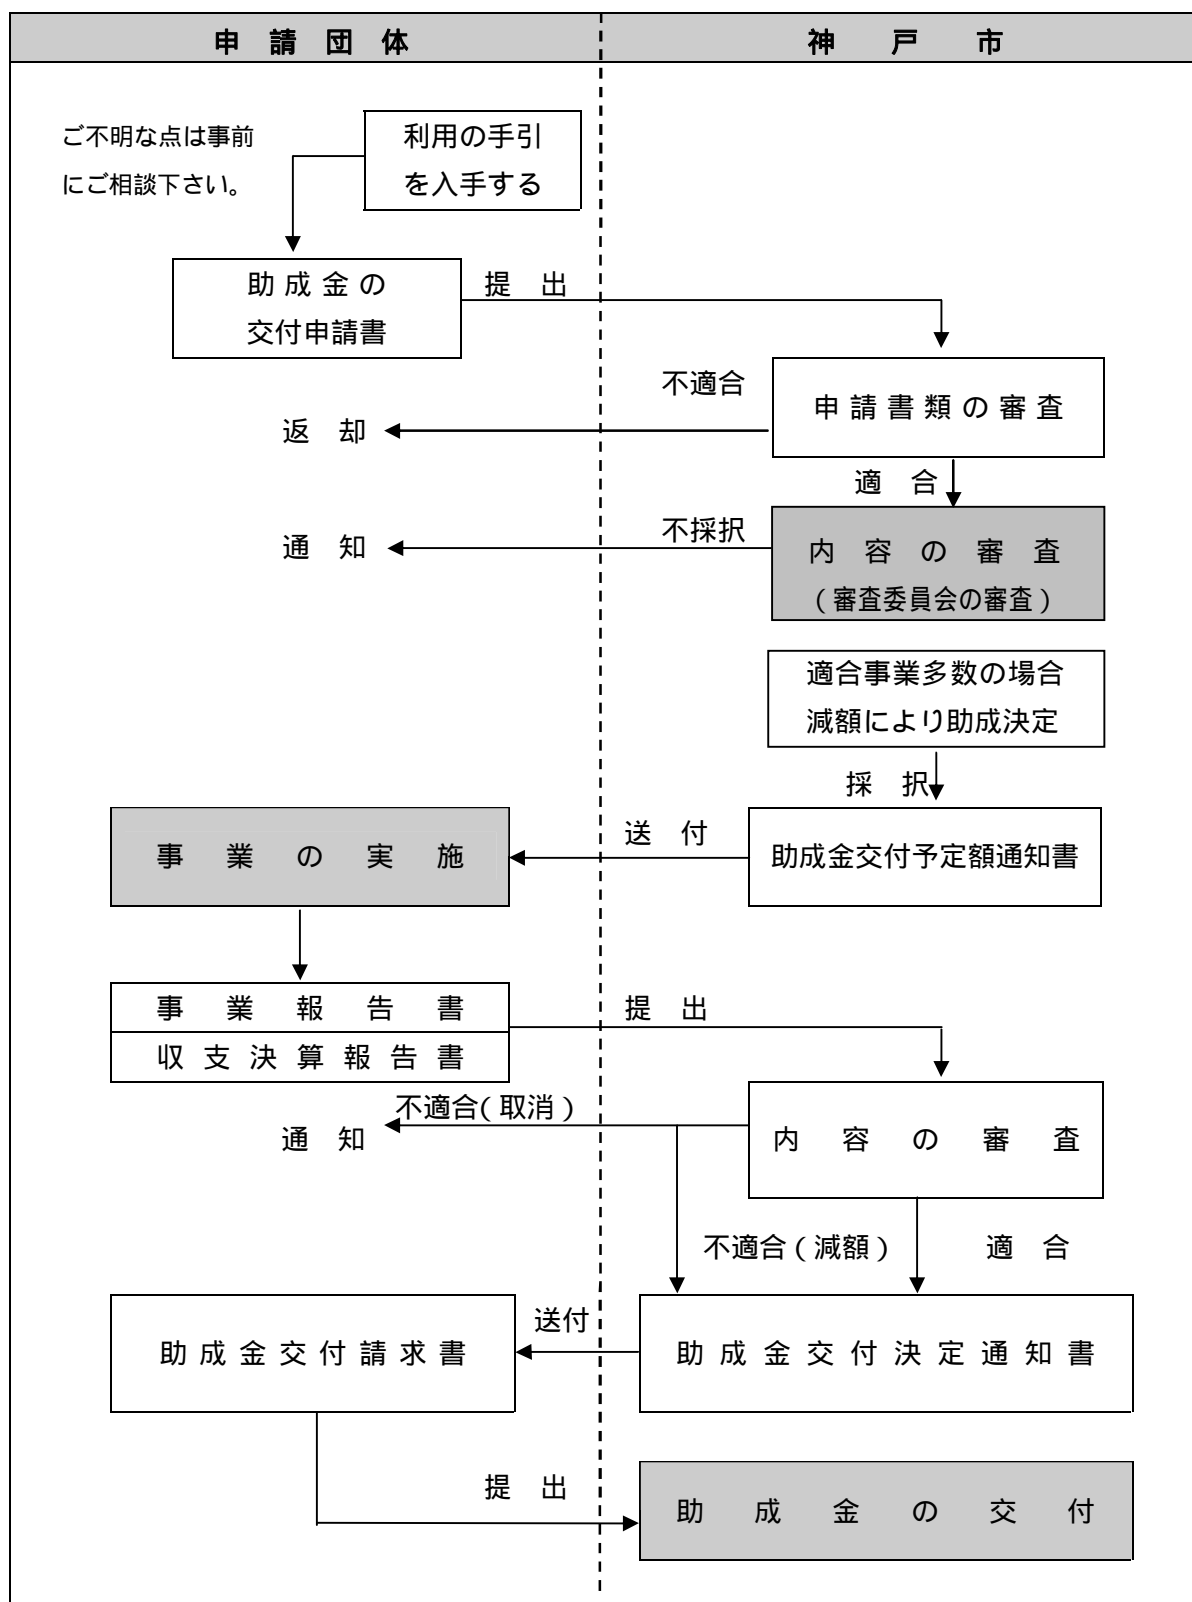 申請団体
神戸市
ご不明な点は事前
にご相談下さい。
利用の手引
を入手する
助成金の
交付申請書
提出
不適合
申請書類の審査
返却
適合
不採択
通知
内容の審査
(審査委員会の審査)
適合事業多数の場合
減額により助成決定
採択
送付
事業の実施
助成金交付予定額通知書
事業報告書
収支決算報告書
提出
不適合(取消)
通知
内容の審査
不適合(減額)
適合
助成金交付請求書
送付
助成金交付決定通知書
提出
助成金の交付